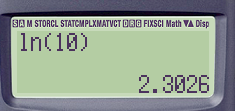 S A M STO RCL STAT CMPLX MAT VCT D R G FIX SCI Math ▼▲ Disp
ln(10)
2.3026